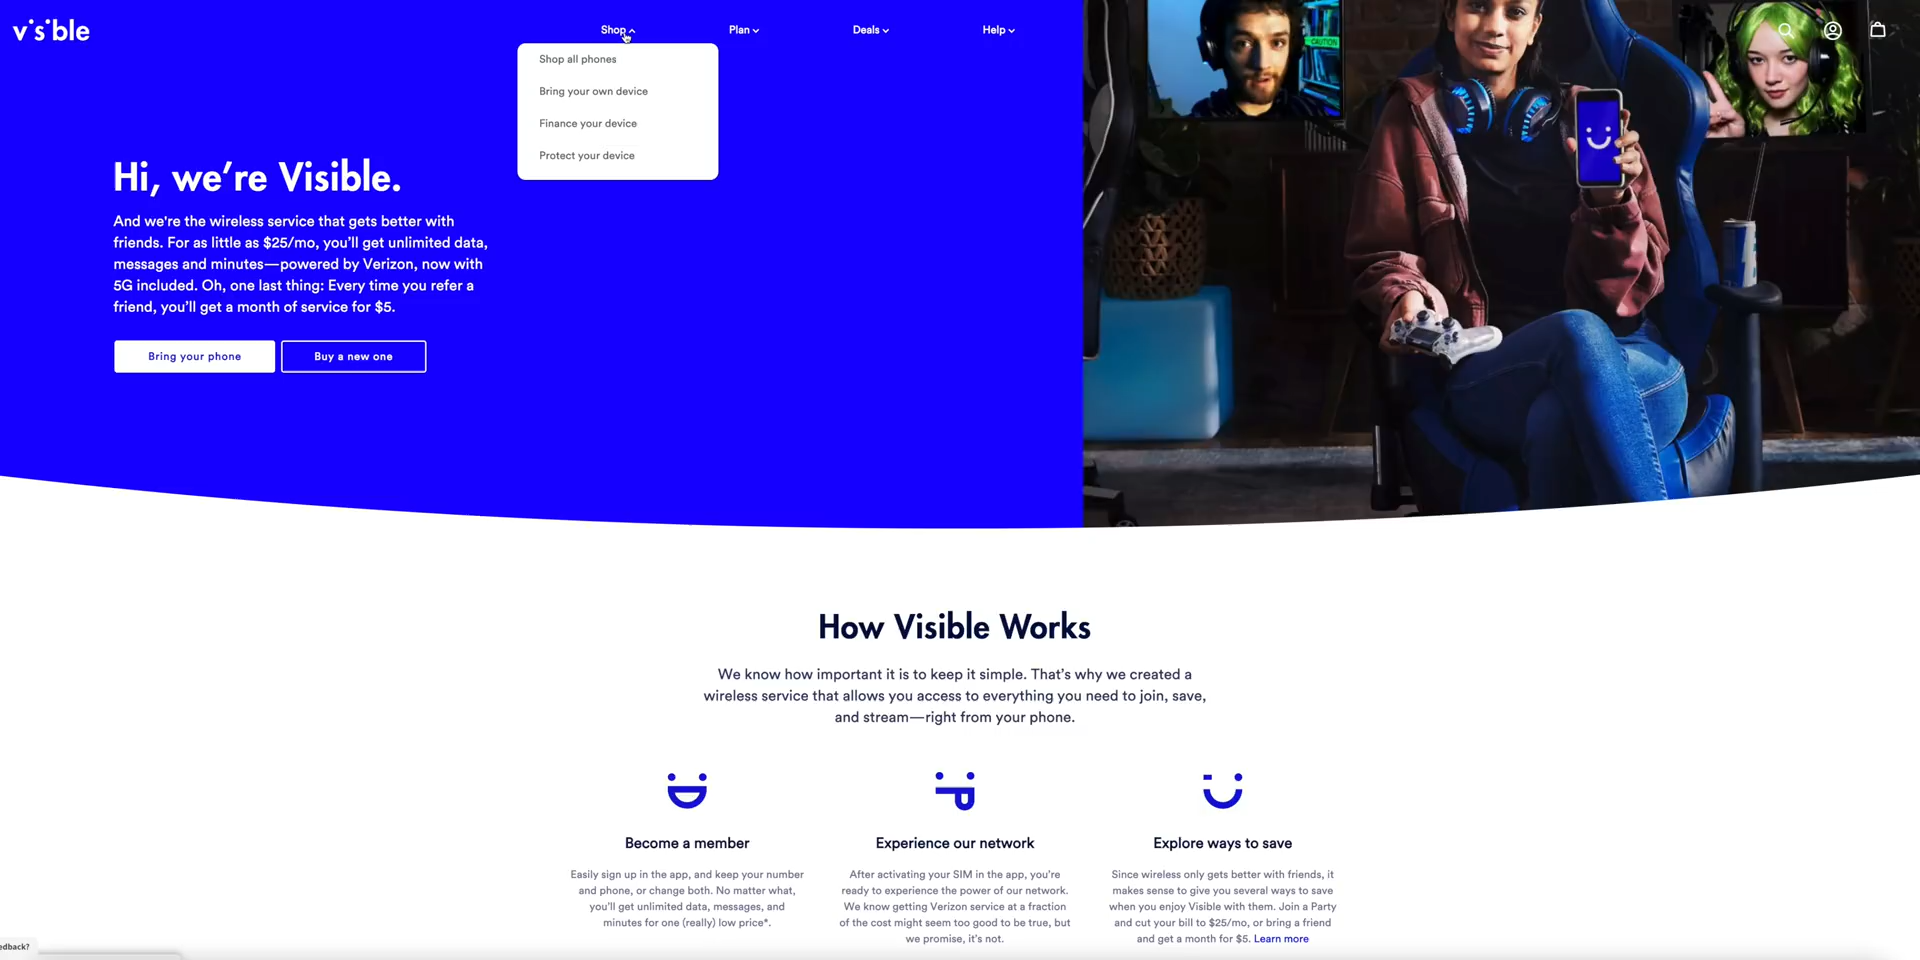 visible
Shop
Plan
Deals
Help
Shop all phones
Bring your own device
Finance your device
Protect your device
CAUTION
Hi, we're Visible.
And we're the wireless service that gets better with
friends. For as little as $25/mo, you'll get unlimited data,
messages and minutes—powered by Verizon, now with
5G included. Oh, one last thing: Every time you refer a
friend, you'll get a month of service for $5.
Bring your phone
Buy a new one
How Visible Works
We know how important it is to keep it simple. That's why we created a
wireless service that allows you access to everything you need to join, save,
and stream—right from your phone.
Become a member
Easily sign up in the app, and keep your number
and phone, or change both. No matter what,
you'll get unlimited data, messages, and
minutes for one (really) low price*.
Experience our network
After activating your SIM in the app, you're
ready to experience the power of our network.
We know getting Verizon service at a fraction
of the cost might seem too good to be true, but
we promise, it's not.
Explore ways to save
Since wireless only gets better with friends, it
makes sense to give you several ways to save
when you enjoy Visible with them. Join a Party
and cut your bill to $25/mo, or bring a friend
and get a month for $5. Learn more
edback?